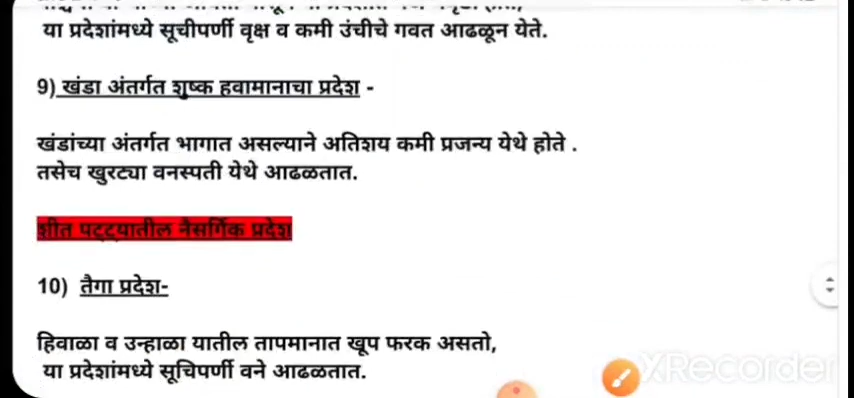 या प्रदेशांमध्ये सूचीपर्णी वृक्ष व कमी उंचीचे गवत आढळून येते.
9) खंडा अंतर्गत शुष्क हवामानाचा प्रदेश -
खंडांच्या अंतर्गत भागात असल्याने अतिशय कमी प्रजन्य येथे होते .
तसेच खुरट्या वनस्पती येथे आढळतात.
शीत पट्ट्यातील नैसर्गिक प्रदेश
10) तैगा प्रदेश-
हिवाळा व उन्हाळा यातील तापमानात खूप फरक असतो,
या प्रदेशांमध्ये सूचिपर्णी वने आढळतात.
XRecorder